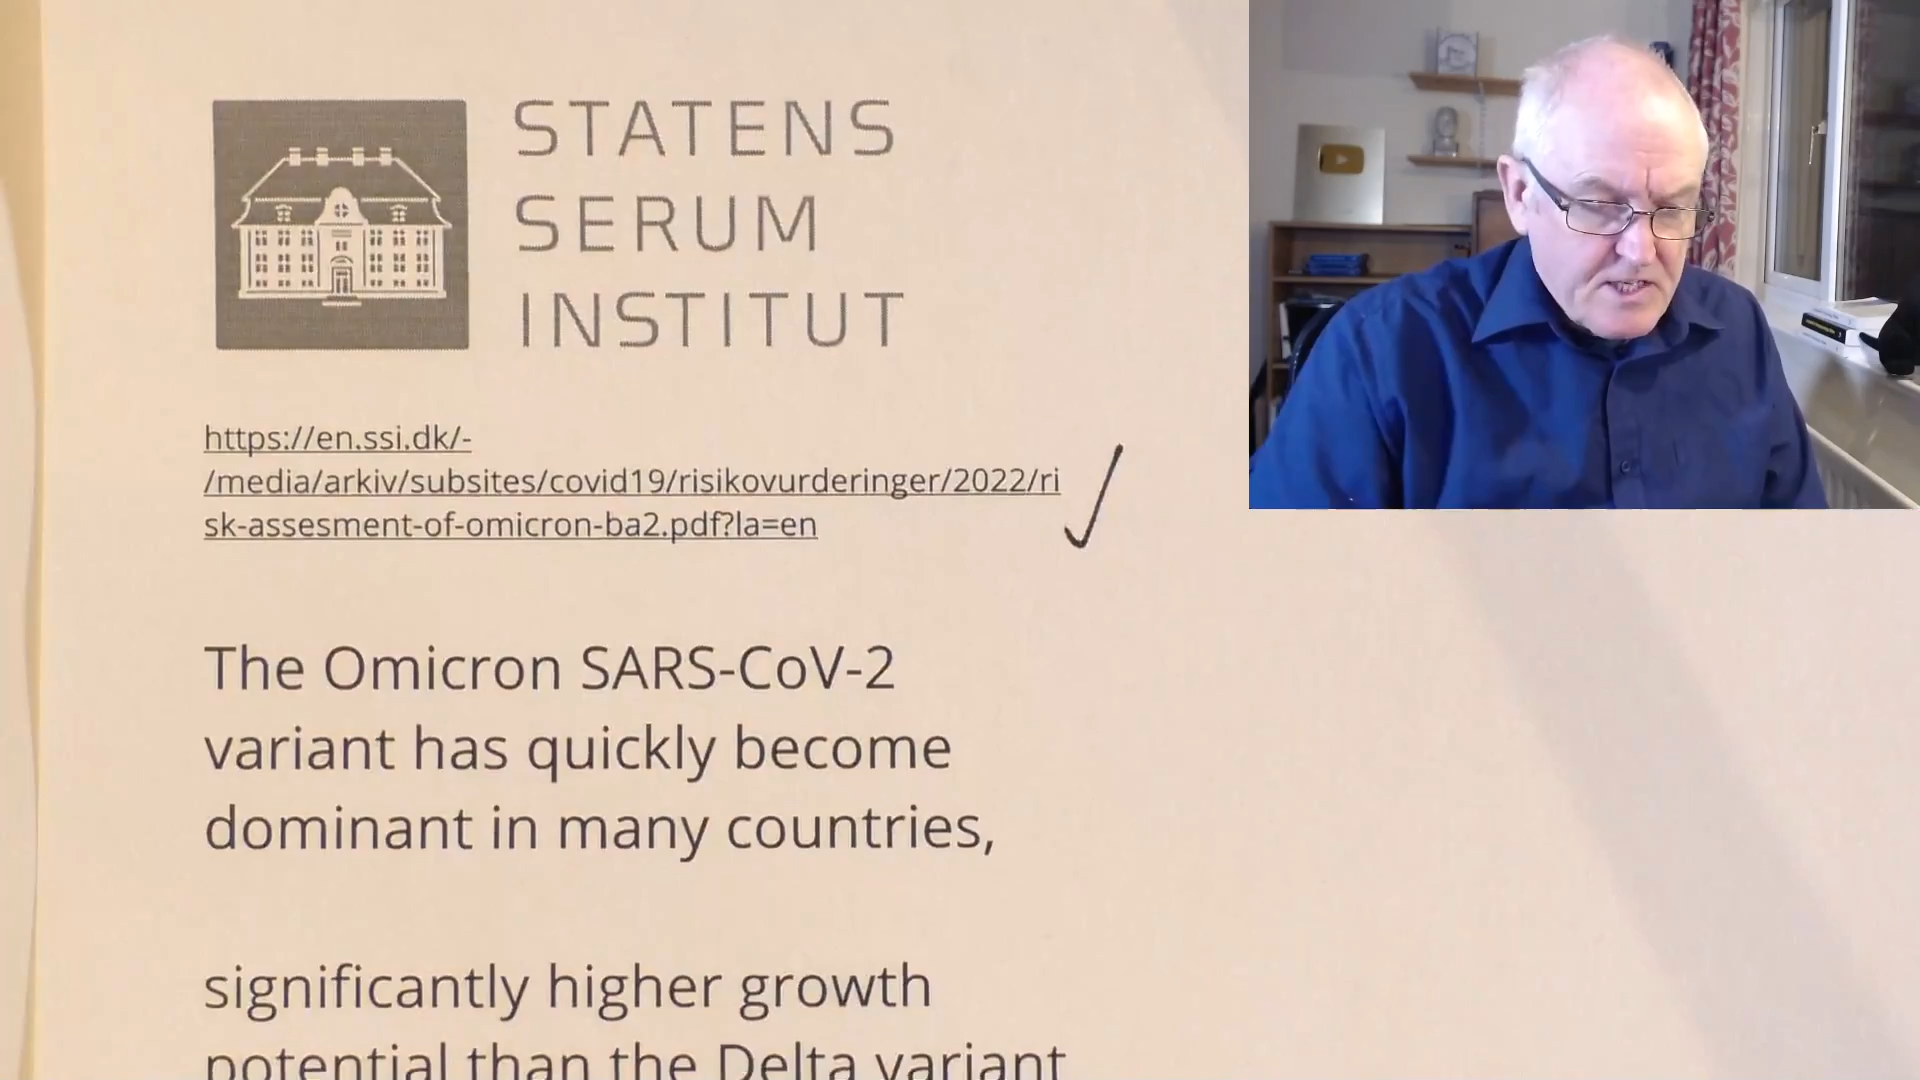 STATENS
SERUM
INSTITUT
https://en.ssi.dk/-
/media/arkiv/subsites/covid19/risikovurderinger/2022/ri
sk-assesment-of-omicron-ba2.pdf?la=en
The Omicron SARS-CoV-2
variant has quickly become
dominant in many countries,
significantly higher growth
potential than the Delta variant